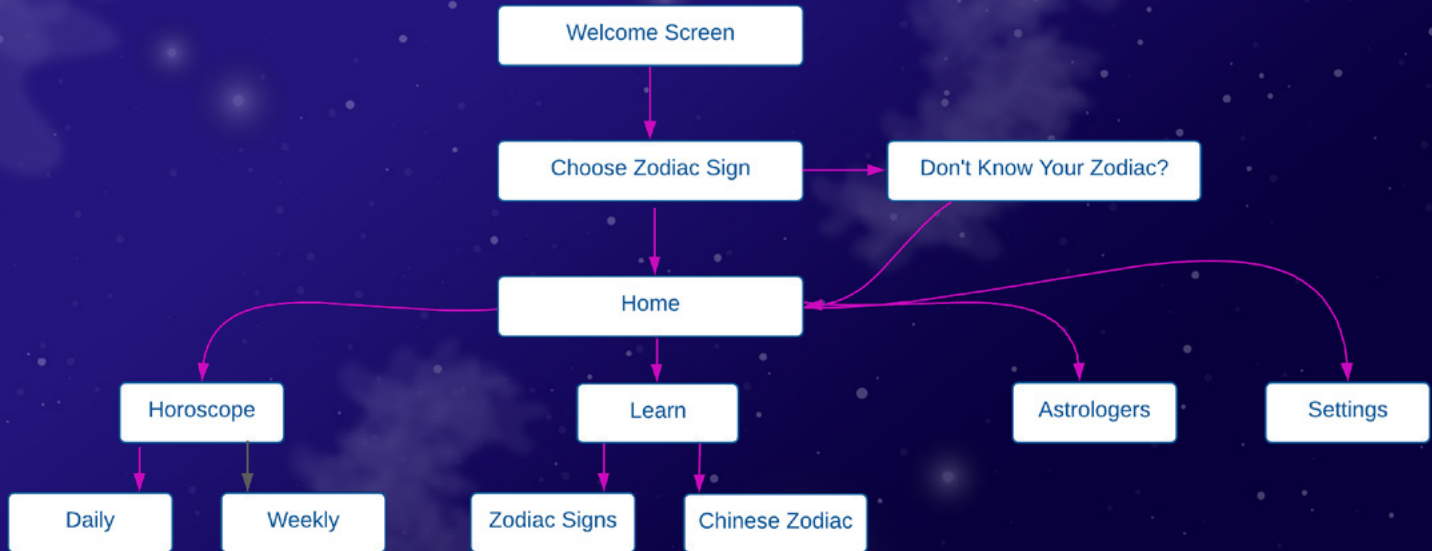 Welcome Screen
Choose Zodiac Sign
Don't Know Your Zodiac?
Home
Horoscope
Learn
Astrologers
Settings
Daily
Weekly
Zodiac Signs
Chinese Zodiac